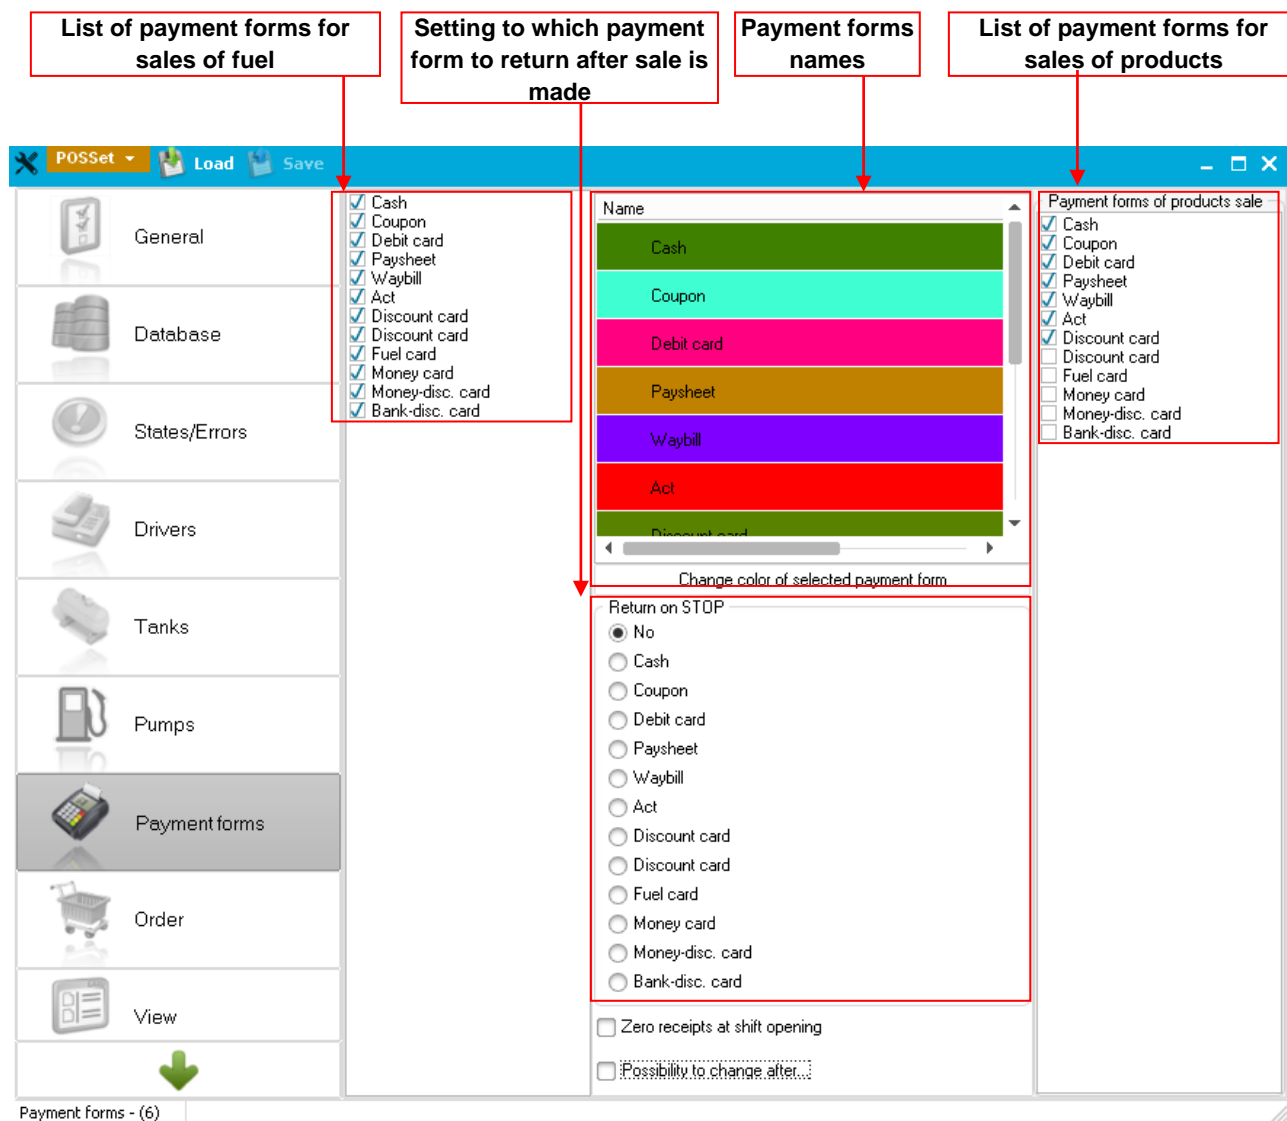 List of payment forms for
sales of fuel
Setting to which payment
form to return after sale is
made
Payment forms
names
List of payment forms for
sales of products
POSSet
Load
Save
General
Database
States/Errors
Drivers
Tanks
Pumps
Payment forms
Order
View
Cash
Coupon
Debit card
Paysheet
Waybill
Act
Discount card
Discount card
Fuel card
Money card
Money-disc. card
Bank-disc. card
Name
Cash
Coupon
Debit card
Paysheet
Waybill
Act
Discount card
Change color of selected payment form
Return on STOP
No
Cash
Coupon
Debit card
Paysheet
Waybill
Act
Discount card
Discount card
Fuel card
Money card
Money-disc. card
Bank-disc. card
Zero receipts at shift opening
Possibility to change after...
Payment forms of products sale
Cash
Coupon
Debit card
Paysheet
Waybill
Act
Discount card
Discount card
Fuel card
Money card
Money-disc. card
Bank-disc. card
Payment forms - (6)